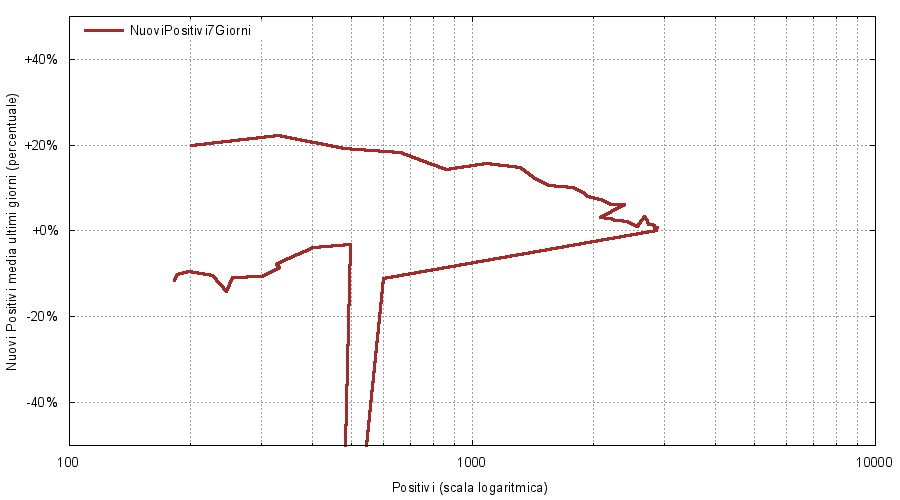 NuoviPositivi7Giorni
+40%
+20%
+0%
-20%
-40%
Nuovi Positivi media ultimi giorni (percentuale)
100
1000
10000
Positivi (scala logaritmica)